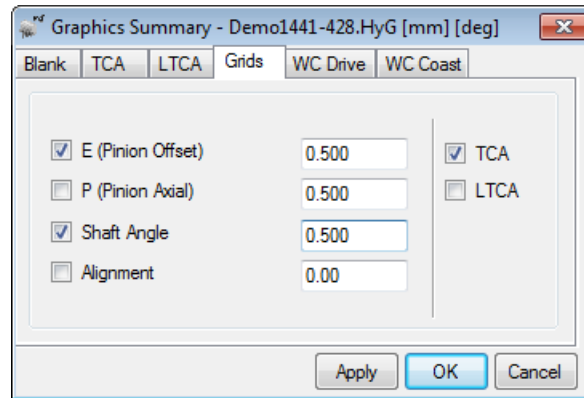 Graphics Summary - Demo1441-428.HyG [mm] [deg]
Blank TCA LTCA Grids WC Drive WC Coast
E (Pinion Offset) 0.500 TCA
P (Pinion Axial) 0.500 LTCA
Shaft Angle 0.500
Alignment 0.00
Apply OK Cancel